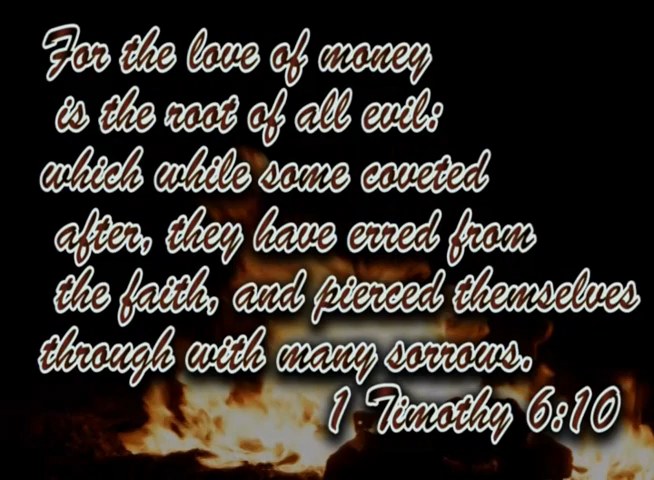 For the love of money
is the root of all evil:
which while some coveted
after, they have erred from
the faith, and pierced themselves
through with many sorrows.
1 Timothy 6:10